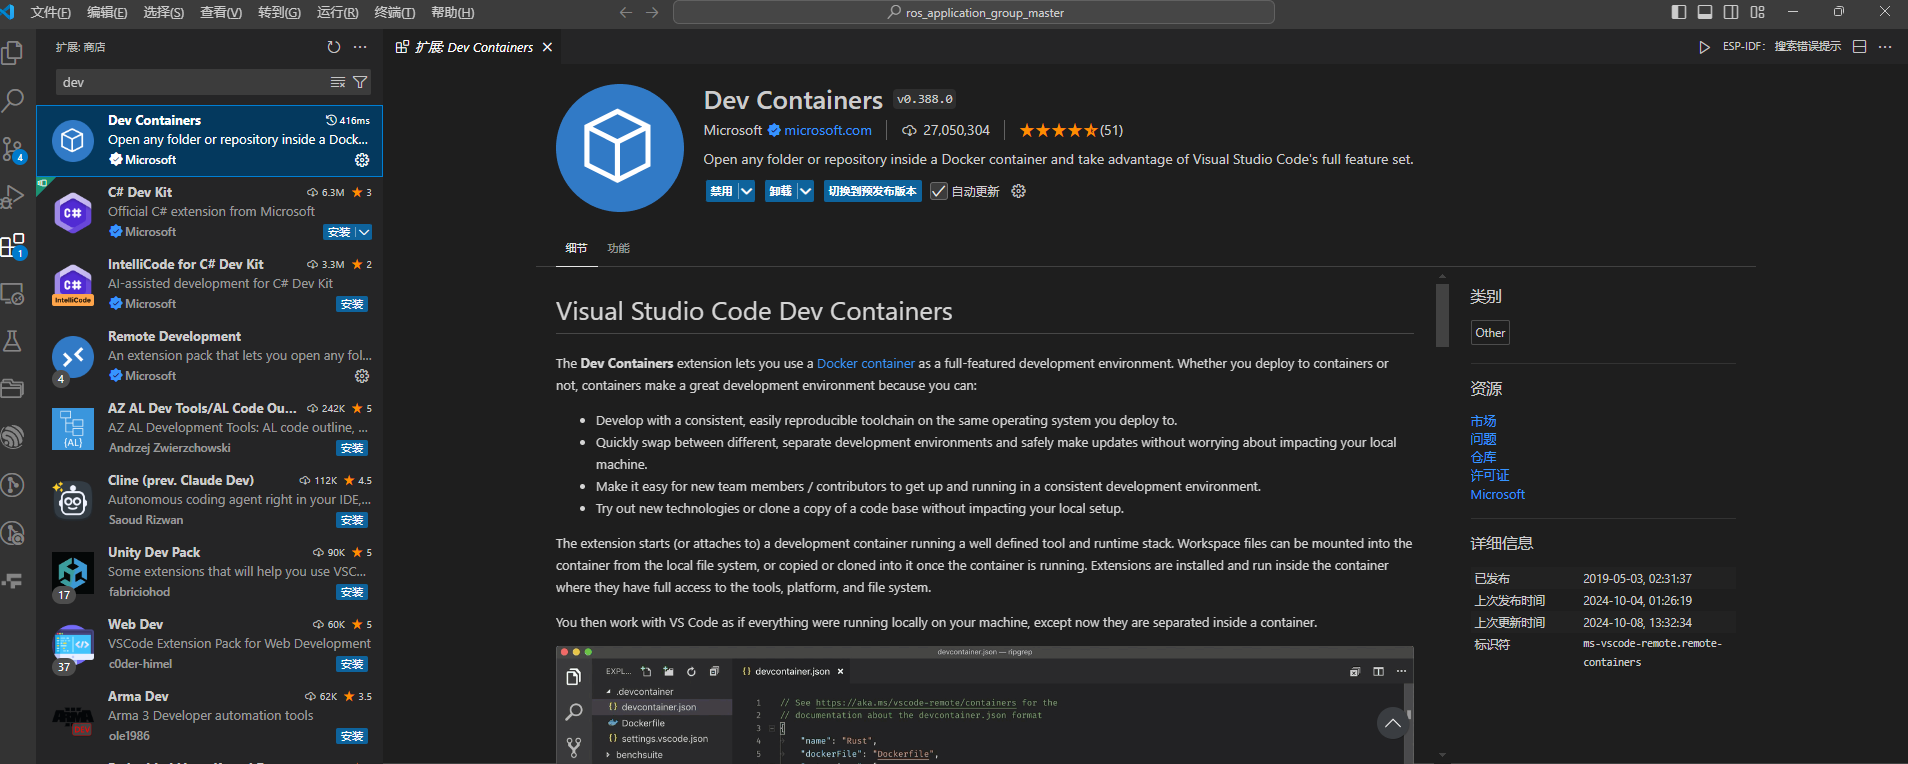 文件(F) 编辑(E) 选择(S) 查看(V) 转到(G) 运行(R) 终端(T) 帮助(H)
ros_application_group_master
扩展: 商店
扩展: Dev Containers
ESP-IDF: 搜索错误提示
dev
Dev Containers
416ms
Open any folder or repository inside a Dock...
Microsoft
C# Dev Kit
6.3M
3
Official C# extension from Microsoft
Microsoft
安装
IntelliCode for C# Dev Kit
3.3M
2
AI-assisted development for C# Dev Kit
Microsoft
安装
C#
C#
IntelliCode
Remote Development
An extension pack that lets you open any fol...
Microsoft
4
AZ AL Dev Tools/AL Code Ou...
242K
5
AZ AL Development Tools: AL code outline, ...
Andrzej Zwierzchowski
安装
(AL)
Cline (prev. Claude Dev)
112K
4.5
Autonomous coding agent right in your IDE,...
Saoud Rizwan
安装
Unity Dev Pack
90K
5
Some extensions that will help you use VSC...
fabriciohod
安装
17
Web Dev
60K
5
VSCode Extension Pack for Web Development
c0der-himel
安装
37
Arma Dev
62K
3.5
Arma 3 Developer automation tools
ole1986
安装
ARMA
4
1
Dev Containers
v0.388.0
Microsoft
microsoft.com
27,050,304
(51)
Open any folder or repository inside a Docker container and take advantage of Visual Studio Code's full feature set.
禁用
卸载
切换到预发布版本
自动更新
细节
功能
Visual Studio Code Dev Containers
The Dev Containers extension lets you use a Docker container as a full-featured development environment. Whether you deploy to containers or
not, containers make a great development environment because you can:
• Develop with a consistent, easily reproducible toolchain on the same operating system you deploy to.
• Quickly swap between different, separate development environments and safely make updates without worrying about impacting your local
machine.
• Make it easy for new team members / contributors to get up and running in a consistent development environment.
• Try out new technologies or clone a copy of a code base without impacting your local setup.
The extension starts (or attaches to) a development container running a well defined tool and runtime stack. Workspace files can be mounted into the
container from the local file system, or copied or cloned into it once the container is running. Extensions are installed and run inside the container
where they have full access to the tools, platform, and file system.
You then work with VS Code as if everything were running locally on your machine, except now they are separated inside a container.
devcontainer.json — ripgrep
EXPL...
.devcontainer
{} devcontainer.json
Dockerfile
{} settings.vscode.json
benchsuite
{} devcontainer.json
1 // See https://aka.ms/vscode-remote/containers for the
2 // documentation about the devcontainer.json format
3 {
4 "name": "Rust",
5 "dockerFile": "Dockerfile",
类别
Other
资源
市场
问题
仓库
许可证
Microsoft
详细信息
已发布 2019-05-03, 02:31:37
上次发布时间 2024-10-04, 01:26:19
上次更新时间 2024-10-08, 13:32:34
标识符 ms-vscode-remote.remote-
containers